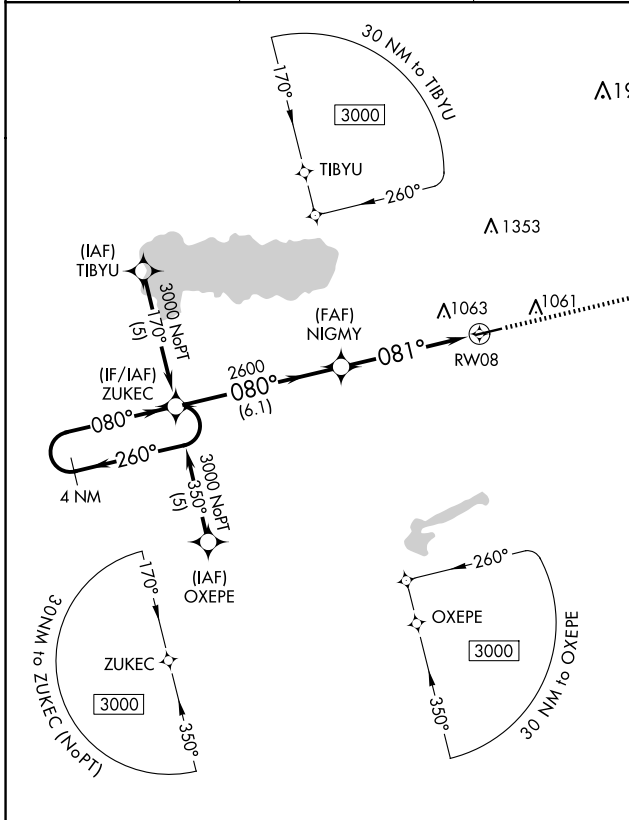 30 NM to TIBYU
170°
3000
TIBYU
260°
19
1353
(IAF)
TIBYU
3000 NoPT
170°
(5)
(FAF)
NIGMY
1063
1061
RW08
(IF/IAF)
ZUKEC
2600
080°
(6.1)
081°
080°
260°
4 NM
3000 NoPT
350°
(5)
(IAF)
OXEPE
170°
ZUKEC
3000
350°
30NM to ZUKEC (NoPT)
260°
OXEPE
3000
350°
30 NM to OXEPE